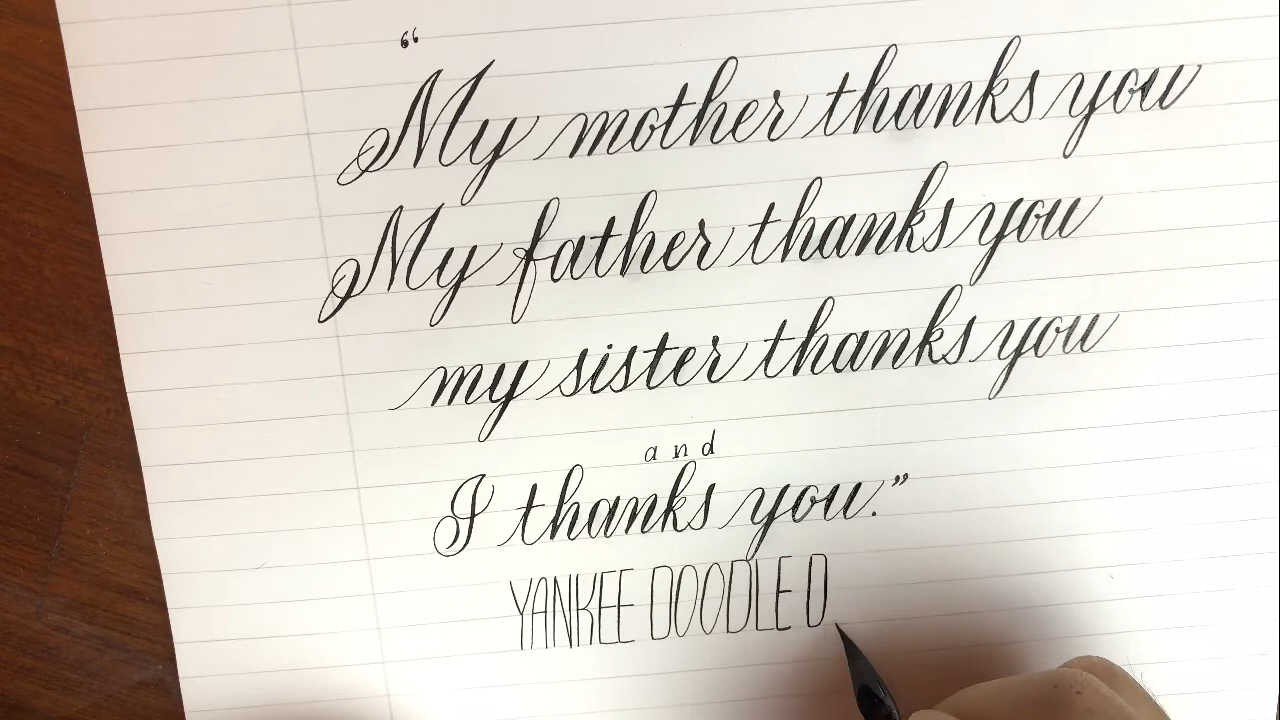 “My mother thanks you
My father thanks you
my sister thanks you
and
I thanks you.”
YANKEE DOODLE D